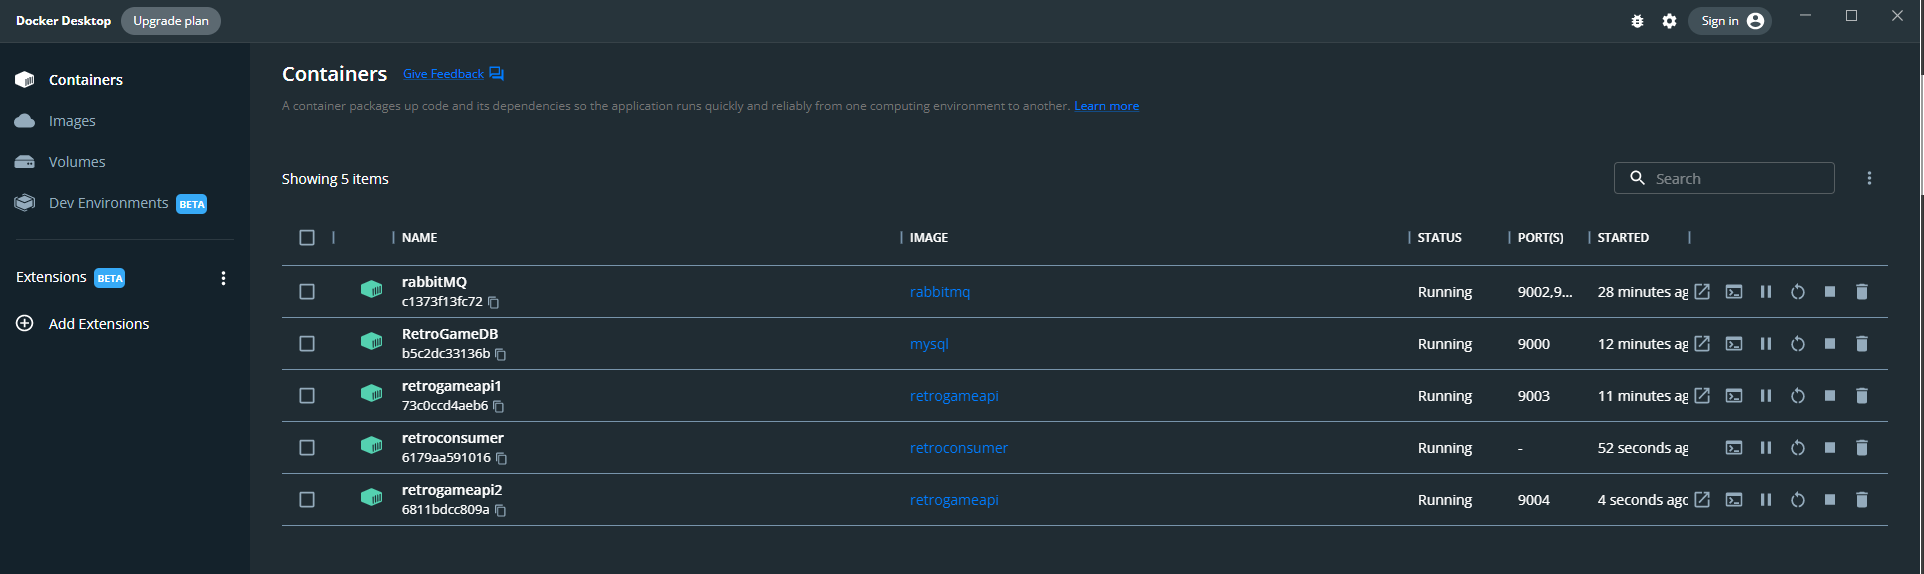 Docker Desktop Upgrade plan Sign in
Containers
Images
Volumes
Dev Environments BETA
Extensions BETA
Add Extensions
Containers Give Feedback
A container packages up code and its dependencies so the application runs quickly and reliably from one computing environment to another. Learn more
Showing 5 items Search
NAME IMAGE STATUS PORT(S) STARTED
rabbitMQ
c1373f13fc72 rabbitmq Running 9002,9... 28 minutes ag
RetroGameDB
b5c2dc33136b mysql Running 9000 12 minutes ag
retrogameapi1
73c0ccd4aeb6 retrogameapi Running 9003 11 minutes ag
retroconsumer
6179aa591016 retroconsumer Running - 52 seconds ag
retrogameapi2
6811bdcc809a retrogameapi Running 9004 4 seconds ago